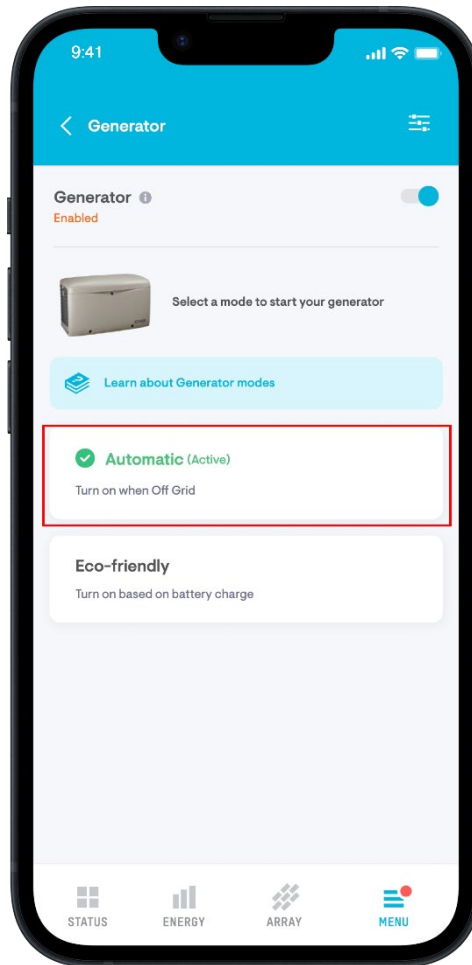 9:41
Generator
Generator
Enabled
Select a mode to start your generator
Learn about Generator modes
Automatic (Active)
Turn on when Off Grid
Eco-friendly
Turn on based on battery charge
STATUS ENERGY ARRAY MENU